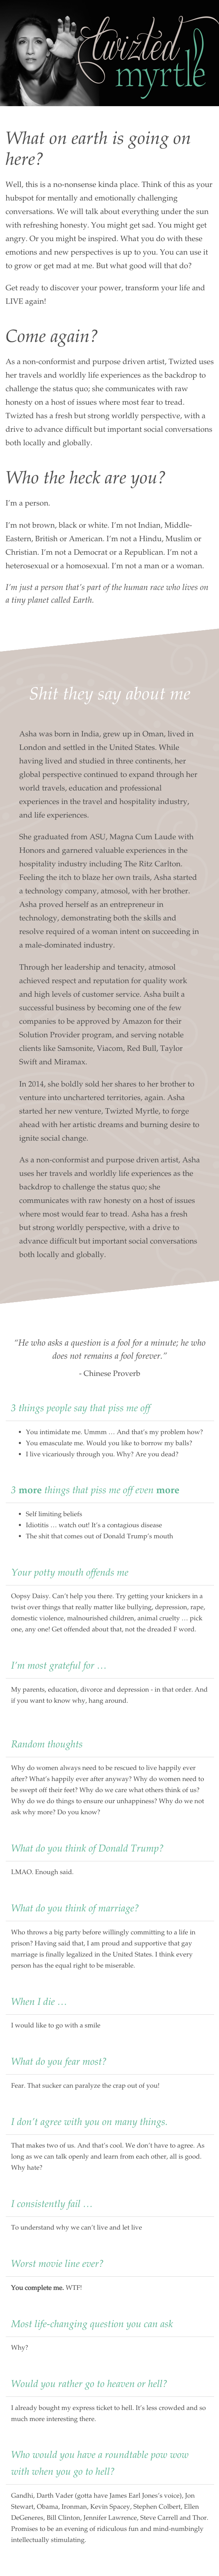 twizted
myrtle
What on earth is going on
here?
Well, this is a no-nonsense kinda place. Think of this as your
hubspot for mentally and emotionally challenging
conversations. We will talk about everything under the sun
with refreshing honesty. You might get sad. You might get
angry. Or you might be inspired. What you do with these
emotions and new perspectives is up to you. You can use it
to grow or get mad at me. But what good will that do?
Get ready to discover your power, transform your life and
LIVE again!
Come again?
As a non-conformist and purpose driven artist, Twizted uses
her travels and worldly life experiences as the backdrop to
challenge the status quo; she communicates with raw
honesty on a host of issues where most fear to tread.
Twizted has a fresh but strong worldly perspective, with a
drive to advance difficult but important social conversations
both locally and globally.
Who the heck are you?
I'm a person.
I'm not brown, black or white. I'm not Indian, Middle-
Eastern, British or American. I'm not a Hindu, Muslim or
Christian. I'm not a Democrat or a Republican. I'm not a
heterosexual or a homosexual. I'm not a man or a woman.
I'm just a person that's part of the human race who lives on
a tiny planet called Earth.
Shit they say about me
Asha was born in India, grew up in Oman, lived in
London and settled in the United States. While
having lived and studied in three continents, her
global perspective continued to expand through her
world travels, education and professional
experiences in the travel and hospitality industry,
and life experiences.
She graduated from ASU, Magna Cum Laude with
Honors and garnered valuable experiences in the
hospitality industry including The Ritz Carlton.
Feeling the itch to blaze her own trails, Asha started
a technology company, atmosol, with her brother.
Asha proved herself as an entrepreneur in
technology, demonstrating both the skills and
resolve required of a woman intent on succeeding in
a male-dominated industry.
Through her leadership and tenacity, atmosol
achieved respect and reputation for quality work
and high levels of customer service. Asha built a
successful business by becoming one of the few
companies to be approved by Amazon for their
Solution Provider program, and serving notable
clients like Samsonite, Viacom, Red Bull, Taylor
Swift and Miramax.
In 2014, she boldly sold her shares to her brother to
venture into unchartered territories, again. Asha
started her new venture, Twizted Myrtle, to forge
ahead with her artistic dreams and burning desire to
ignite social change.
As a non-conformist and purpose driven artist, Asha
uses her travels and worldly life experiences as the
backdrop to challenge the status quo; she
communicates with raw honesty on a host of issues
where most would fear to tread. Asha has a fresh
but strong worldly perspective, with a drive to
advance difficult but important social conversations
both locally and globally.
"He who asks a question is a fool for a minute; he who
does not remains a fool forever."
- Chinese Proverb
3 things people say that piss me off
• You intimidate me. Ummm … And that's my problem how?
• You emasculate me. Would you like to borrow my balls?
• I live vicariously through you. Why? Are you dead?
3 more things that piss me off even more
• Self limiting beliefs
• Idiotitis … watch out! It's a contagious disease
• The shit that comes out of Donald Trump's mouth
Your potty mouth offends me
Oopsy Daisy. Can't help you there. Try getting your knickers in a
twist over things that really matter like bullying, depression, rape,
domestic violence, malnourished children, animal cruelty … pick
one, any one! Get offended about that, not the dreaded F word.
I'm most grateful for …
My parents, education, divorce and depression - in that order. And
if you want to know why, hang around.
Random thoughts
Why do women always need to be rescued to live happily ever
after? What's happily ever after anyway? Why do women need to
be swept off their feet? Why do we care what others think of us?
Why do we do things to ensure our unhappiness? Why do we not
ask why more? Do you know?
What do you think of Donald Trump?
LMAO. Enough said.
What do you think of marriage?
Who throws a big party before willingly committing to a life in
prison? Having said that, I am proud and supportive that gay
marriage is finally legalized in the United States. I think every
person has the equal right to be miserable.
When I die …
I would like to go with a smile
What do you fear most?
Fear. That sucker can paralyze the crap out of you!
I don't agree with you on many things.
That makes two of us. And that's cool. We don't have to agree. As
long as we can talk openly and learn from each other, all is good.
Why hate?
I consistently fail …
To understand why we can't live and let live
Worst movie line ever?
You complete me. WTF!
Most life-changing question you can ask
Why?
Would you rather go to heaven or hell?
I already bought my express ticket to hell. It's less crowded and so
much more interesting there.
Who would you have a roundtable pow wow
with when you go to hell?
Gandhi, Darth Vader (gotta have James Earl Jones's voice), Jon
Stewart, Obama, Ironman, Kevin Spacey, Stephen Colbert, Ellen
DeGeneres, Bill Clinton, Jennifer Lawrence, Steve Carrell and Thor.
Promises to be an evening of ridiculous fun and mind-numbingly
intellectually stimulating.